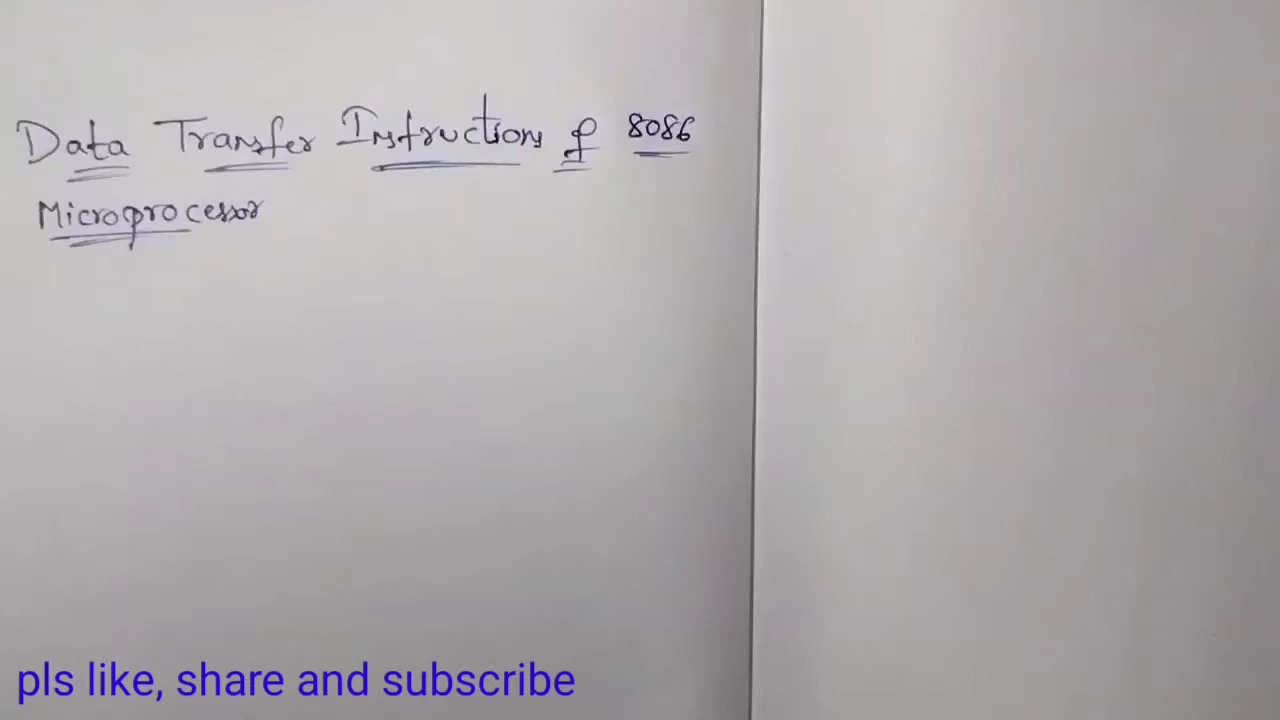 Data Transfer Instructions of 8086
Microprocessor
pls like, share and subscribe